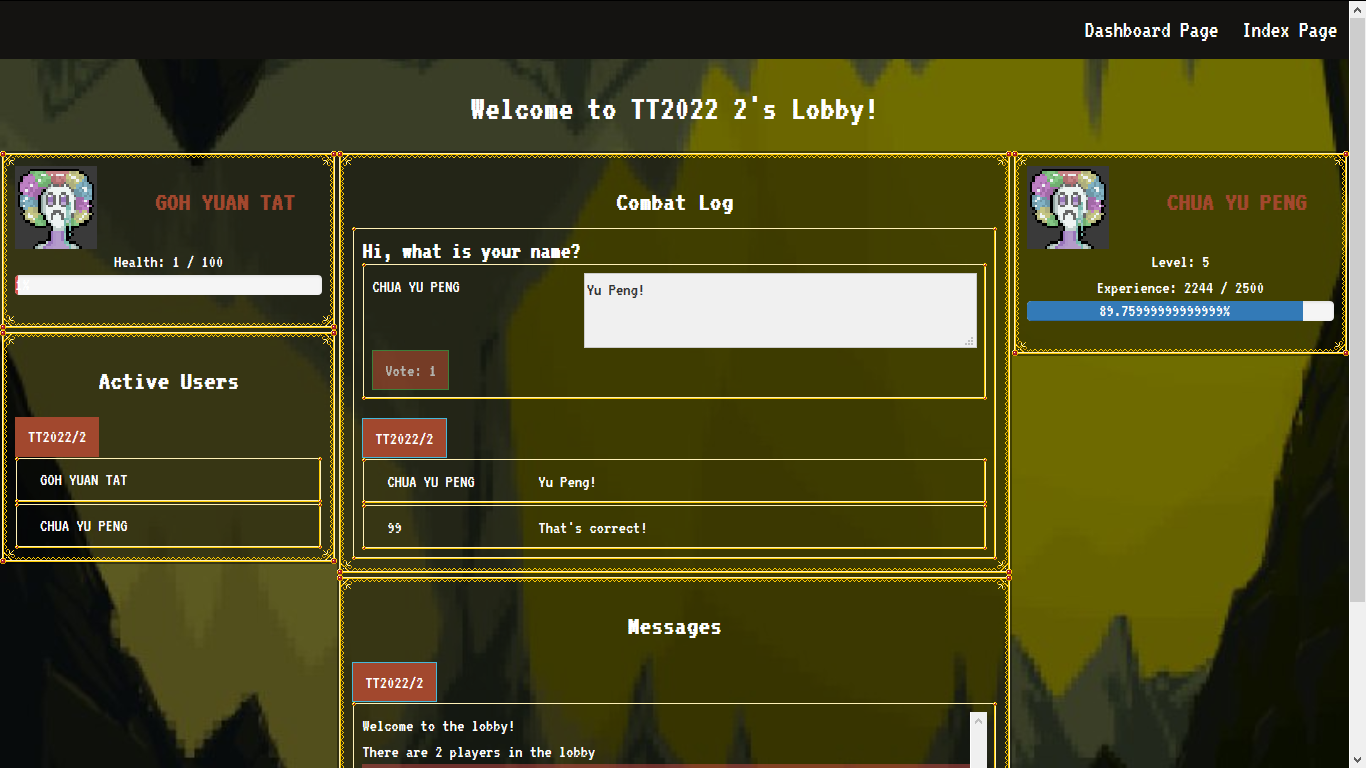 Dashboard Page Index Page
Welcome to TT2022 2's Lobby!
GOH YUAN TAT
Health: 1 / 100
Active Users
TT2022/2
GOH YUAN TAT
CHUA YU PENG
Combat Log
Hi, what is your name?
CHUA YU PENG Yu Peng!
Vote: 1
TT2022/2
CHUA YU PENG Yu Peng!
99 That's correct!
Messages
TT2022/2
Welcome to the lobby!
There are 2 players in the lobby
CHUA YU PENG
Level: 5
Experience: 2244 / 2500
89.75999999999999%